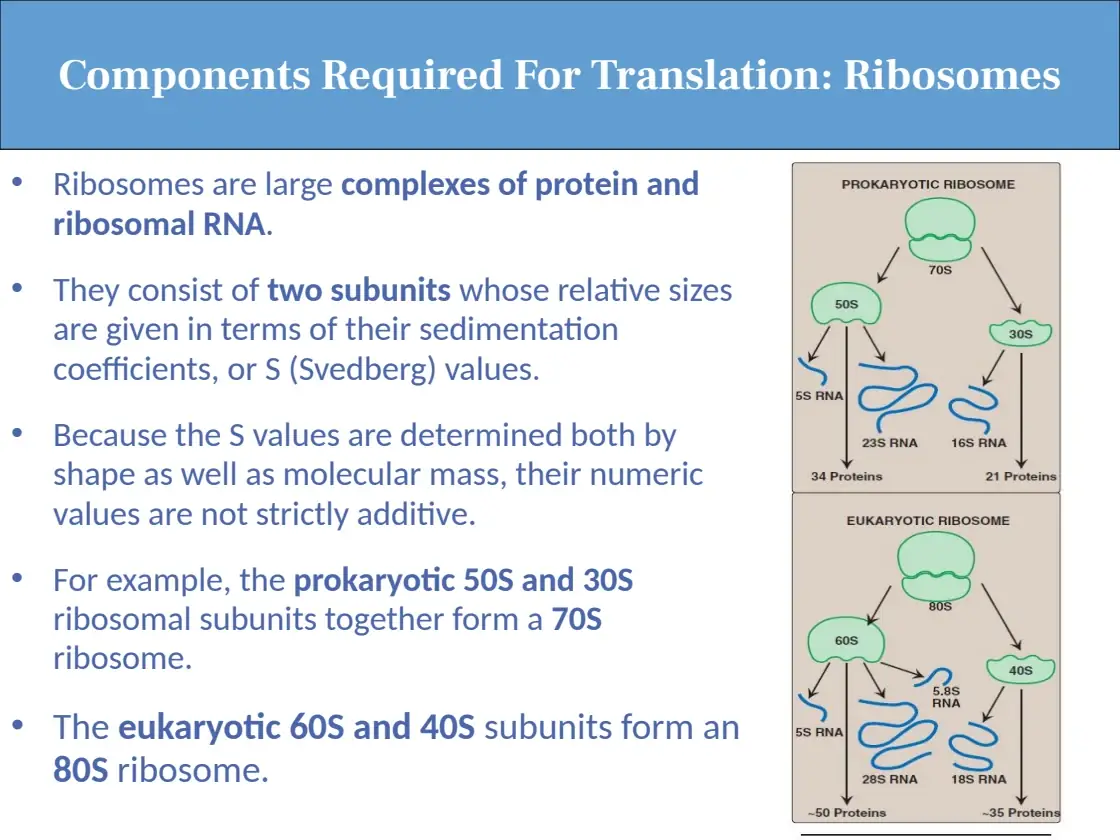 Components Required For Translation: Ribosomes
• Ribosomes are large complexes of protein and
ribosomal RNA.
• They consist of two subunits whose relative sizes
are given in terms of their sedimentation
coefficients, or S (Svedberg) values.
• Because the S values are determined both by
shape as well as molecular mass, their numeric
values are not strictly additive.
• For example, the prokaryotic 50S and 30S
ribosomal subunits together form a 70S
ribosome.
• The eukaryotic 60S and 40S subunits form an
80S ribosome.
PROKARYOTIC RIBOSOME
70S
50S
30S
5S RNA
23S RNA
16S RNA
34 Proteins
21 Proteins
EUKARYOTIC RIBOSOME
80S
60S
40S
5.8S
RNA
5S RNA
28S RNA
18S RNA
~50 Proteins
~35 Proteins